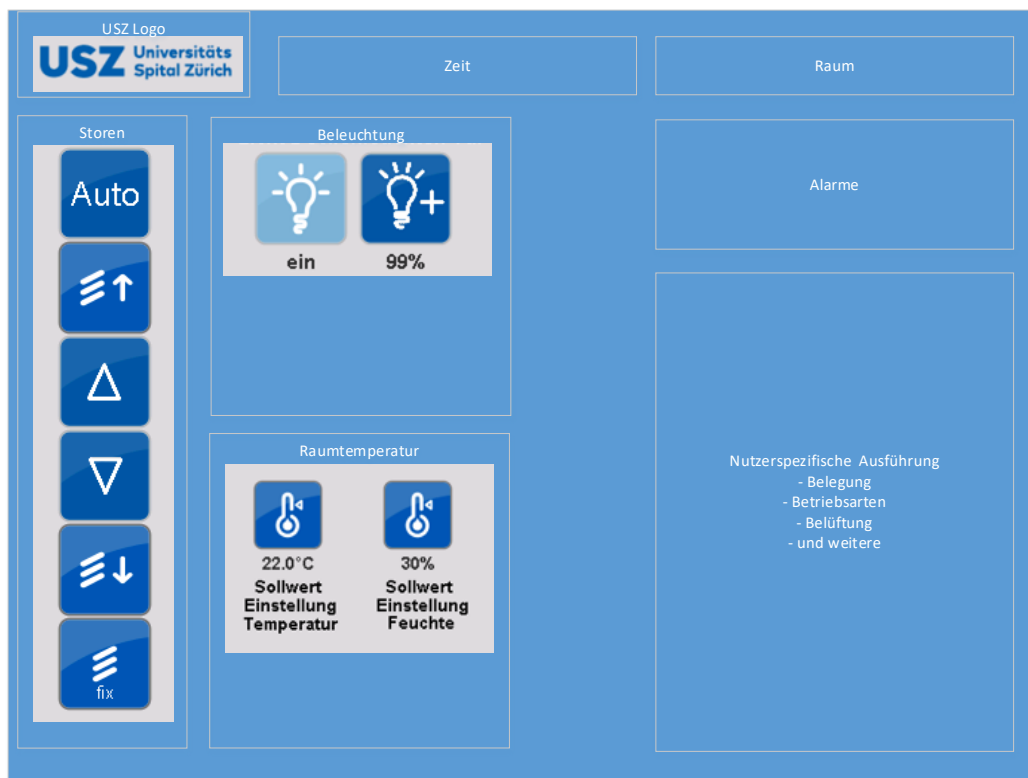 USZ Logo
USZ Universitäts
Spital Zürich
Zeit
Raum
Storen
Auto
fix
Beleuchtung
ein
99%
Alarme
Raumtemperatur
22.0°C
Sollwert
Einstellung
Temperatur
30%
Sollwert
Einstellung
Feuchte
Nutzerspezifische Ausführung
- Belegung
- Betriebsarten
- Belüftung
- und weitere